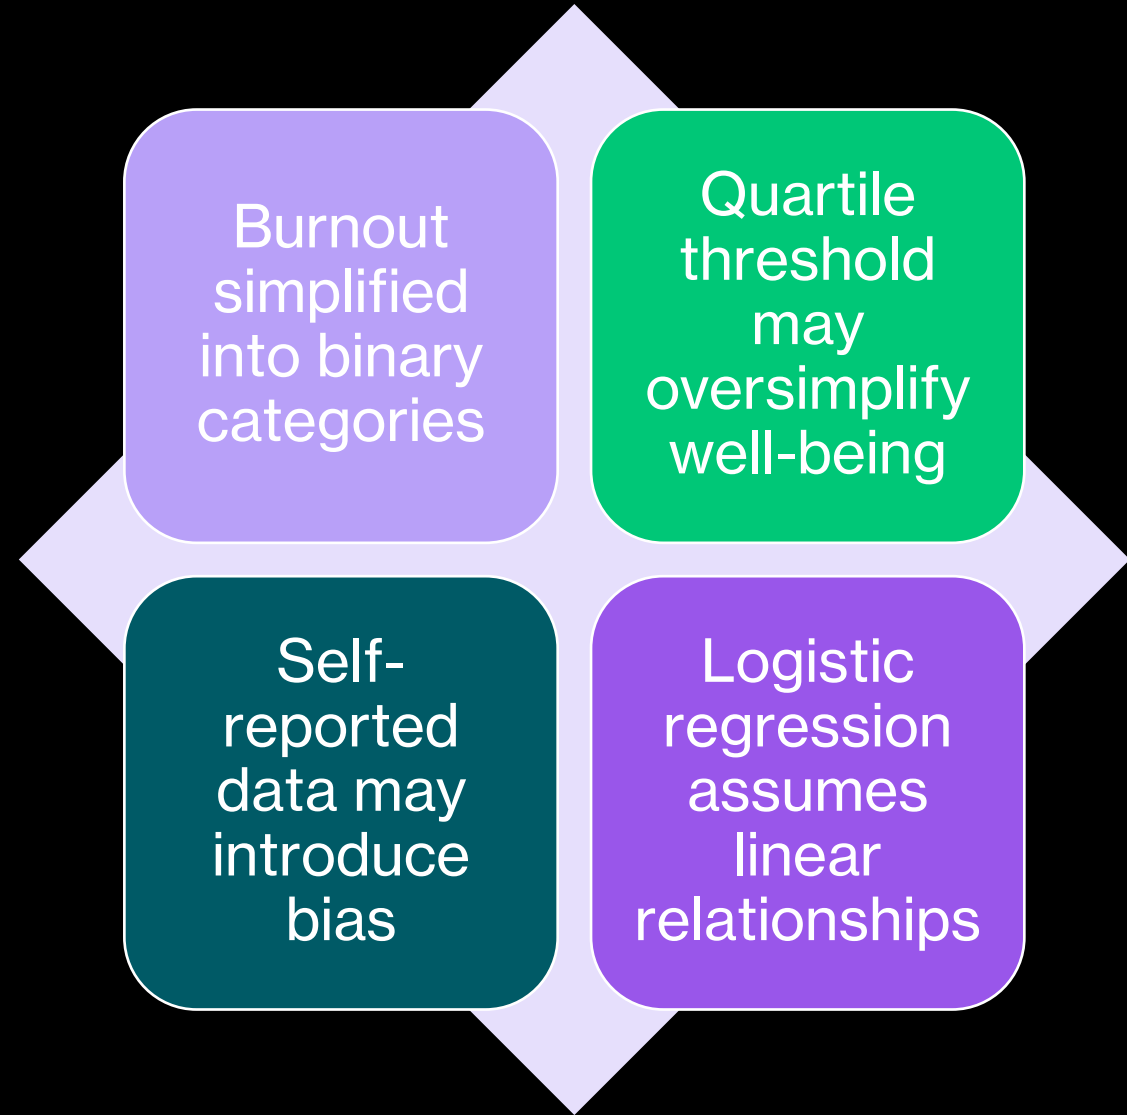 Burnout
simplified
into binary
categories
Quartile
threshold
may
oversimplify
well-being
Self-
reported
data may
introduce
bias
Logistic
regression
assumes
linear
relationships